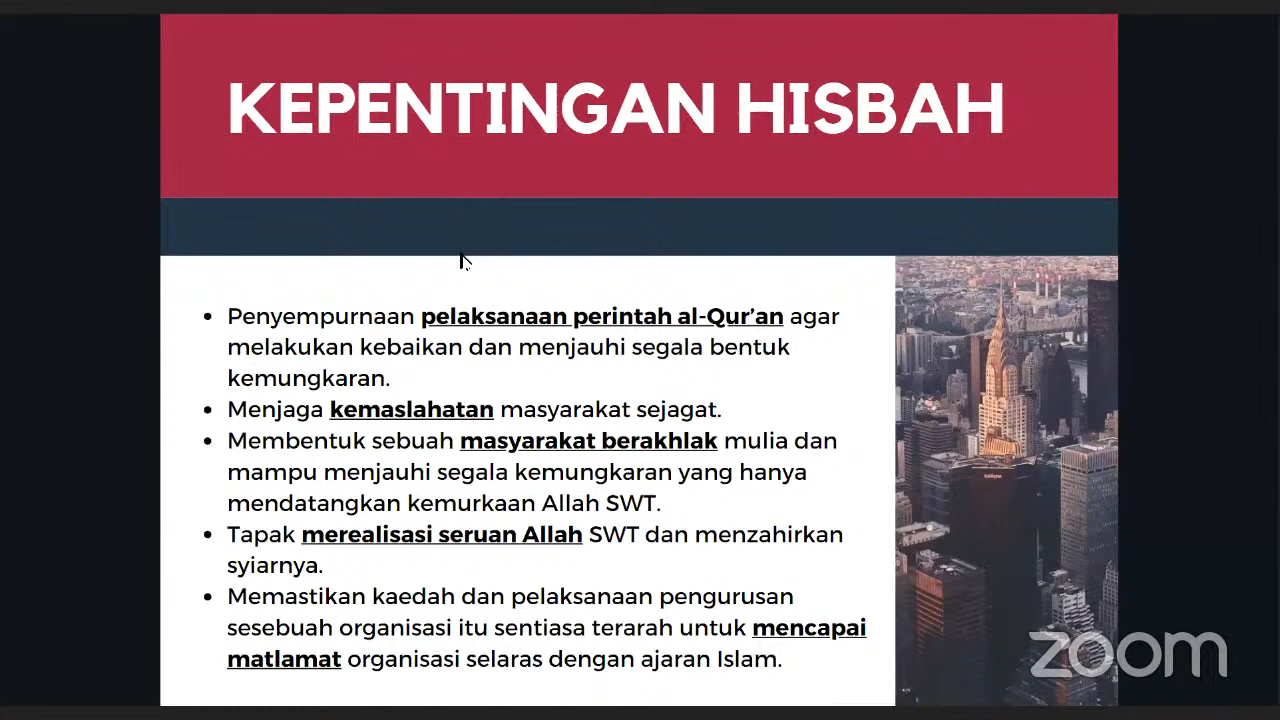 KEPENTINGAN HISBAH
• Penyempurnaan pelaksanaan perintah al-Qur’an agar
melakukan kebaikan dan menjauhi segala bentuk
kemungkaran.
• Menjaga kemaslahatan masyarakat sejagat.
• Membentuk sebuah masyarakat berakhlak mulia dan
mampu menjauhi segala kemungkaran yang hanya
mendatangkan kemurkaan Allah SWT.
• Tapak merealisasi seruan Allah SWT dan menzahirkan
syiarnya.
• Memastikan kaedah dan pelaksanaan pengurusan
sesebuah organisasi itu sentiasa terarah untuk mencapai
matlamat organisasi selaras dengan ajaran Islam.
zoom